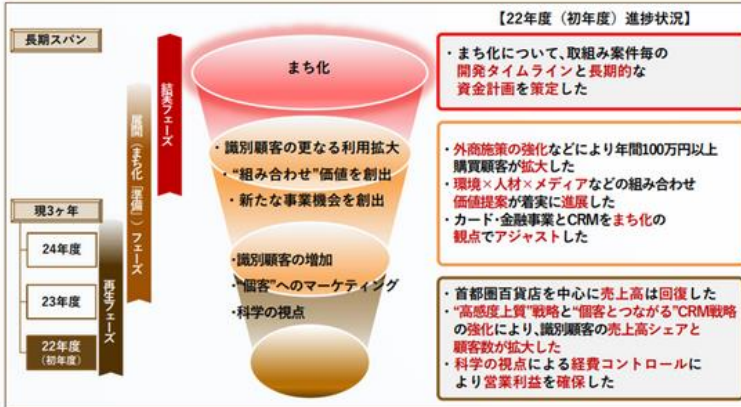 【22年度（初年度）進捗状況】
長期スパン
結実フェーズ
まち化
・まち化について、取組み案件毎の
開発タイムラインと長期的な
資金計画を策定した
展開（まち化『準備』）フェーズ
・識別顧客の更なる利用拡大
・“組み合わせ”価値を創出
・新たな事業機会を創出
・外商施策の強化などにより年間100万円以上
購買顧客が拡大した
・環境×人材×メディアなどの組み合わせ
価値提案が着実に進展した
・カード・金融事業とCRMをまち化の
観点でアジャストした
現3ヶ年
24年度
23年度
22年度
（初年度）
再生フェーズ
・識別顧客の増加
・“個客”へのマーケティング
・科学の視点
・首都圏百貨店を中心に売上高は回復した
・“高感度上質”戦略と“個客とつながる”CRM戦略
の強化により、識別顧客の売上高シェアと
顧客数が拡大した
・科学の視点による経費コントロールに
より営業利益を確保した